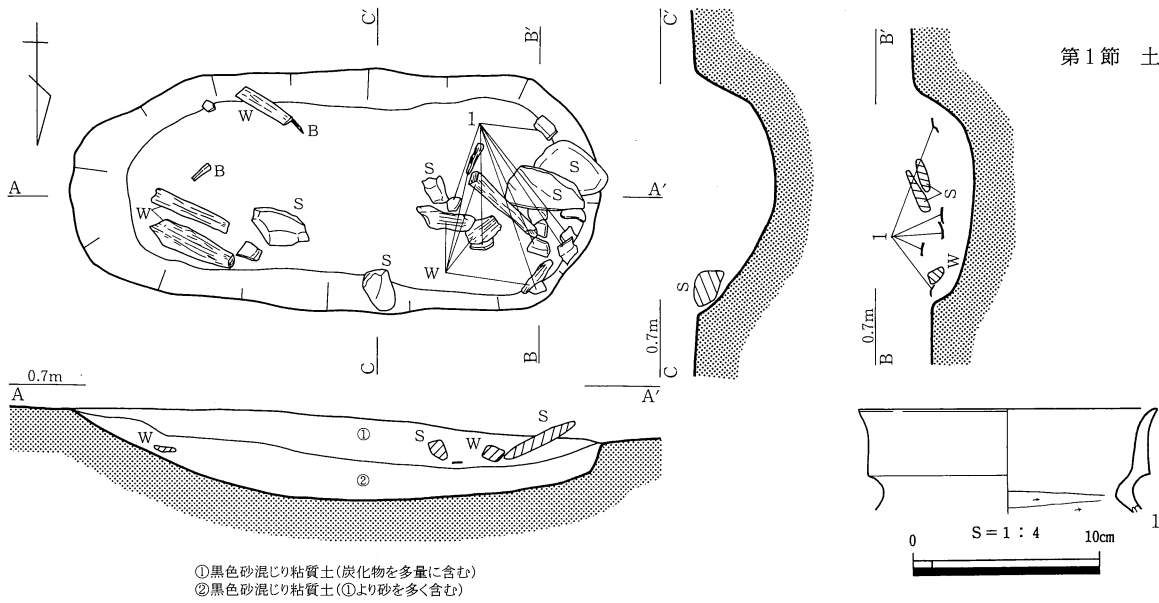 第1節 土
C'
B'
W
B
1
S
S
B
S
S
A
A'
W
W
S
C
B
0.7m
A
A'
W
①
S
W
S
②
C'
S
0.7m
C
B'
S
1
W
0.7m
B
1
S=1:4
0
10cm
①黒色砂混じり粘質土(炭化物を多量に含む)
②黒色砂混じり粘質土(①より砂を多く含む)